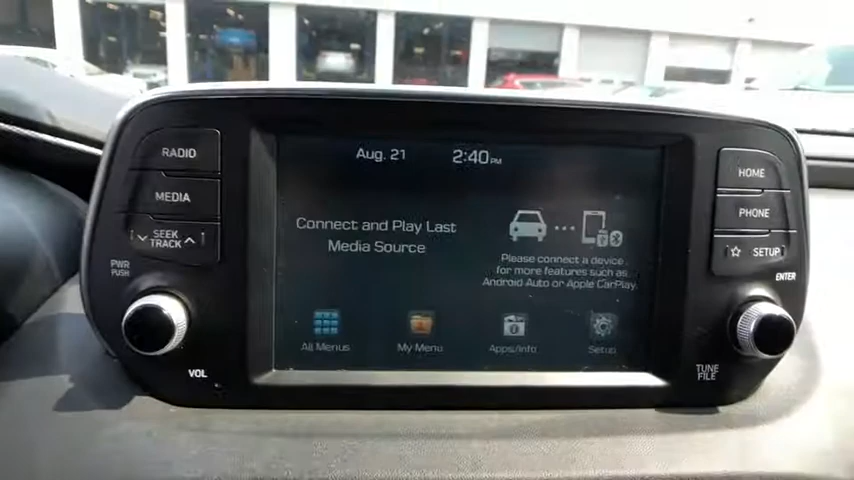 RADIO
MEDIA
SEEK
TRACK
PWR
PUSH
VOL
Aug. 21
2:40 PM
Connect and Play Last
Media Source
Please connect a device
for more features such as
Android Auto or Apple CarPlay.
All Menus
My Menu
Apps/Info
Setup
HOME
PHONE
SETUP
ENTER
TUNE
FILE